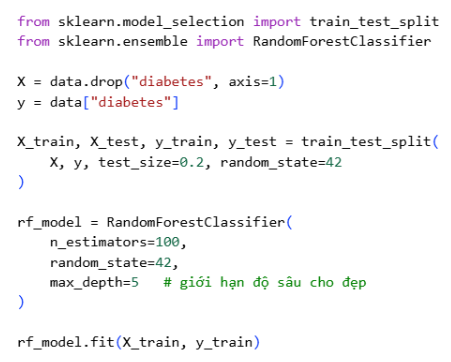 from sklearn.model_selection import train_test_split
from sklearn.ensemble import RandomForestClassifier
X = data.drop("diabetes", axis=1)
y = data["diabetes"]
X_train, X_test, y_train, y_test = train_test_split(
    X, y, test_size=0.2, random_state=42
)
rf_model = RandomForestClassifier(
    n_estimators=100,
    random_state=42,
    max_depth=5   # giới hạn độ sâu cho đẹp
)
rf_model.fit(X_train, y_train)